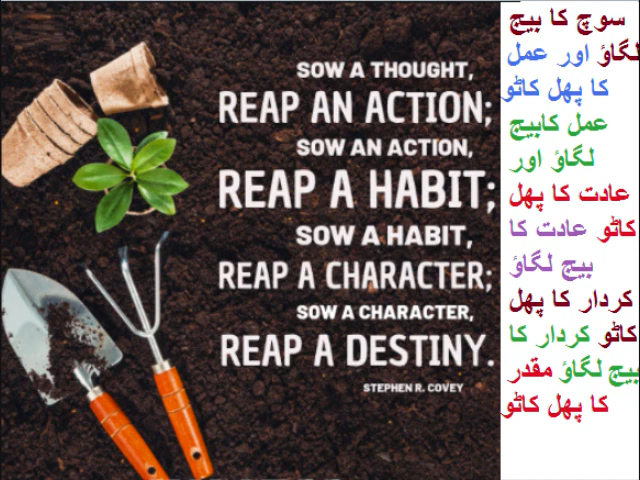 SOW A THOUGHT,
REAP AN ACTION;
SOW AN ACTION,
REAP A HABIT;
SOW A HABIT,
REAP A CHARACTER;
SOW A CHARACTER,
REAP A DESTINY.
STEPHEN R. COVEY
سوچ کا بیج
لگاؤ اور عمل
کا پھل کاٹو
عمل کابیج
لگاؤ اور
عادت کا پھل
کاٹو عادت کا
بیج لگاؤ
کردار کا پھل
کاٹو کردار کا
بیج لگاؤ مقدر
کا پھل کاٹو